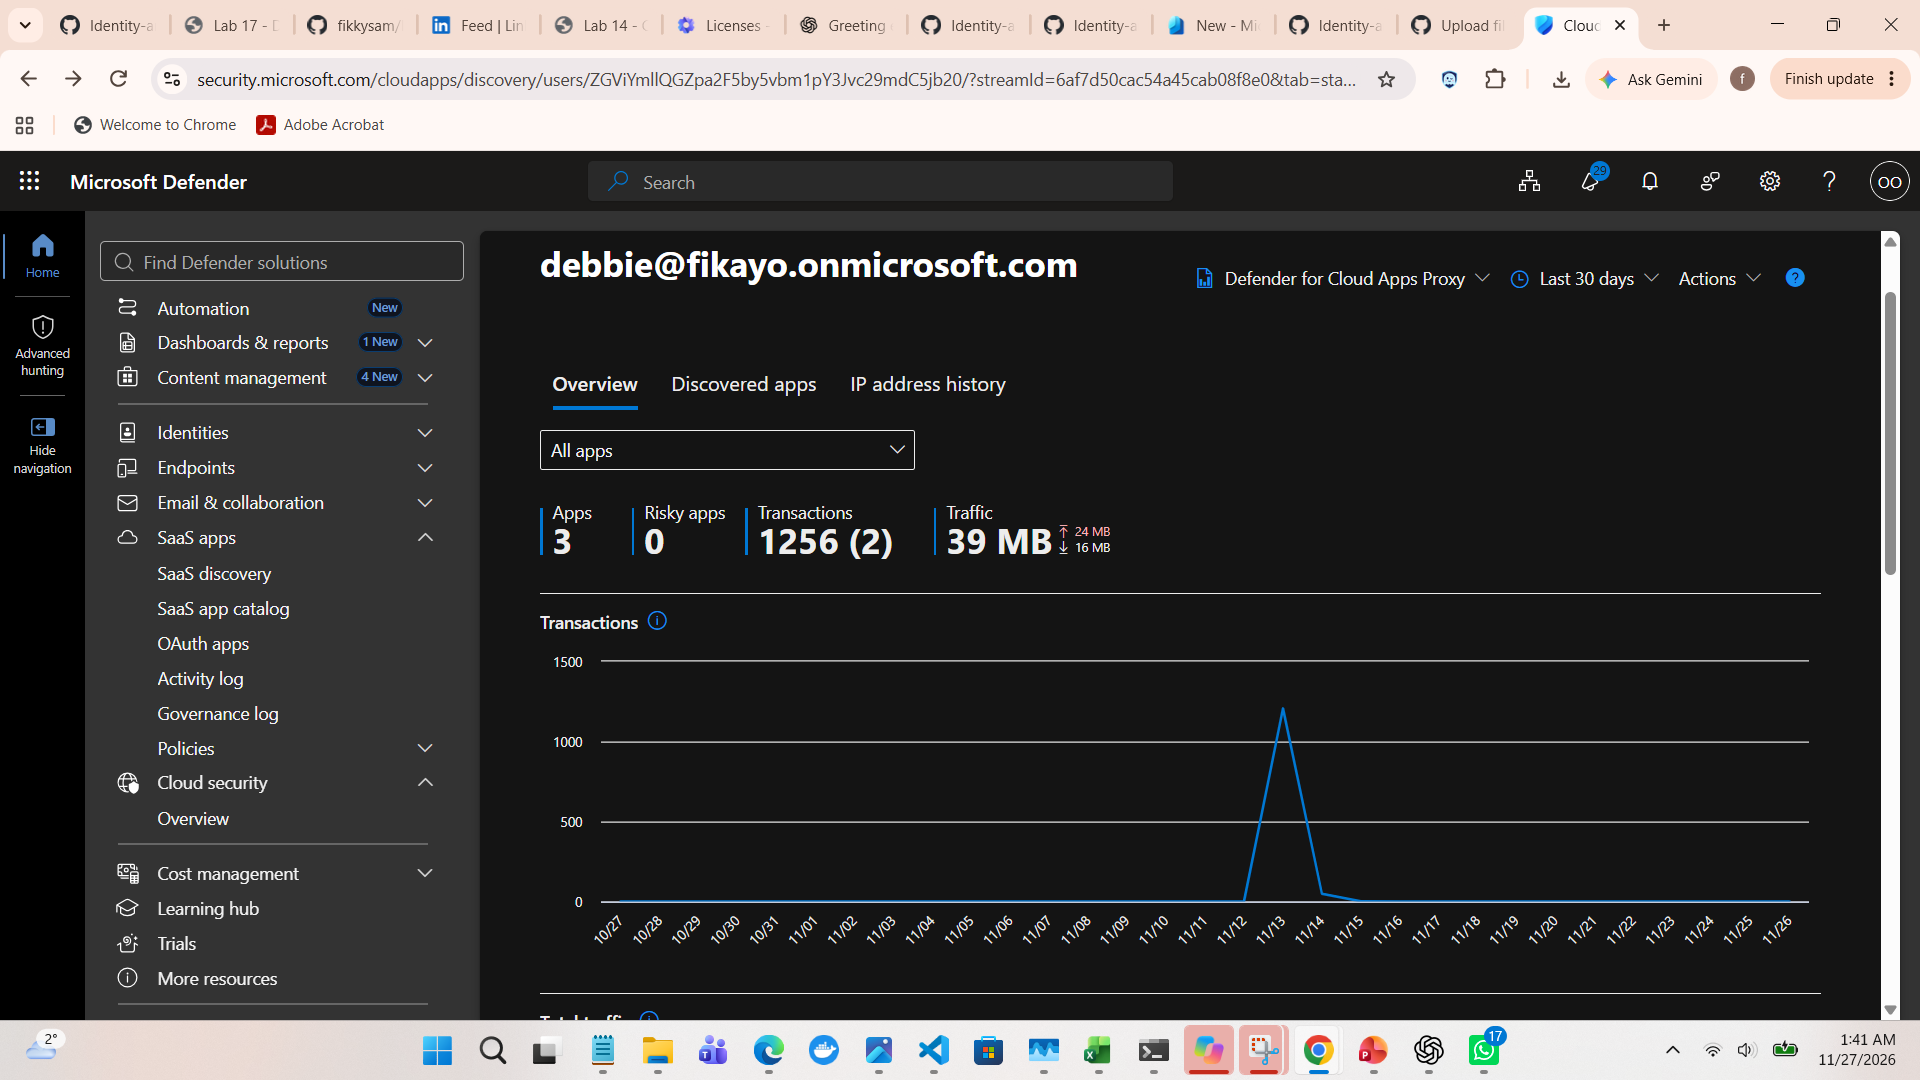 Identity-a
Lab 17 - D
fikkysam/
Feed | Lin
Lab 14 - C
Licenses -
Greeting
Identity-a
Identity-a
New - Mi
Identity-a
Upload fil
Cloud
security.microsoft.com/cloudapps/discovery/users/ZGViYmllQGZpa2F5by5vbm1pY3Jvc29mdC5jb20/?streamId=6af7d50cac54a45cab08f8e0&tab=sta...
Ask Gemini
f
Finish update
Welcome to Chrome
Adobe Acrobat
Microsoft Defender
Search
29
OO
Home
Advanced
hunting
Hide
navigation
Find Defender solutions
Automation New
Dashboards & reports 1 New
Content management 4 New
Identities
Endpoints
Email & collaboration
SaaS apps
SaaS discovery
SaaS app catalog
OAuth apps
Activity log
Governance log
Policies
Cloud security
Overview
Cost management
Learning hub
Trials
More resources
debbie@fikayo.onmicrosoft.com
Defender for Cloud Apps Proxy
Last 30 days
Actions
Overview
Discovered apps
IP address history
All apps
Apps
3
Risky apps
0
Transactions
1256 (2)
Traffic
39 MB
24 MB
16 MB
Transactions
1500
1000
500
0
10/27 10/28 10/29 10/30 10/31 11/01 11/02 11/03 11/04 11/05 11/06 11/07 11/08 11/09 11/10 11/11 11/12 11/13 11/14 11/15 11/16 11/17 11/18 11/19 11/20 11/21 11/22 11/23 11/24 11/25 11/26
2°
17
1:41 AM
11/27/2026